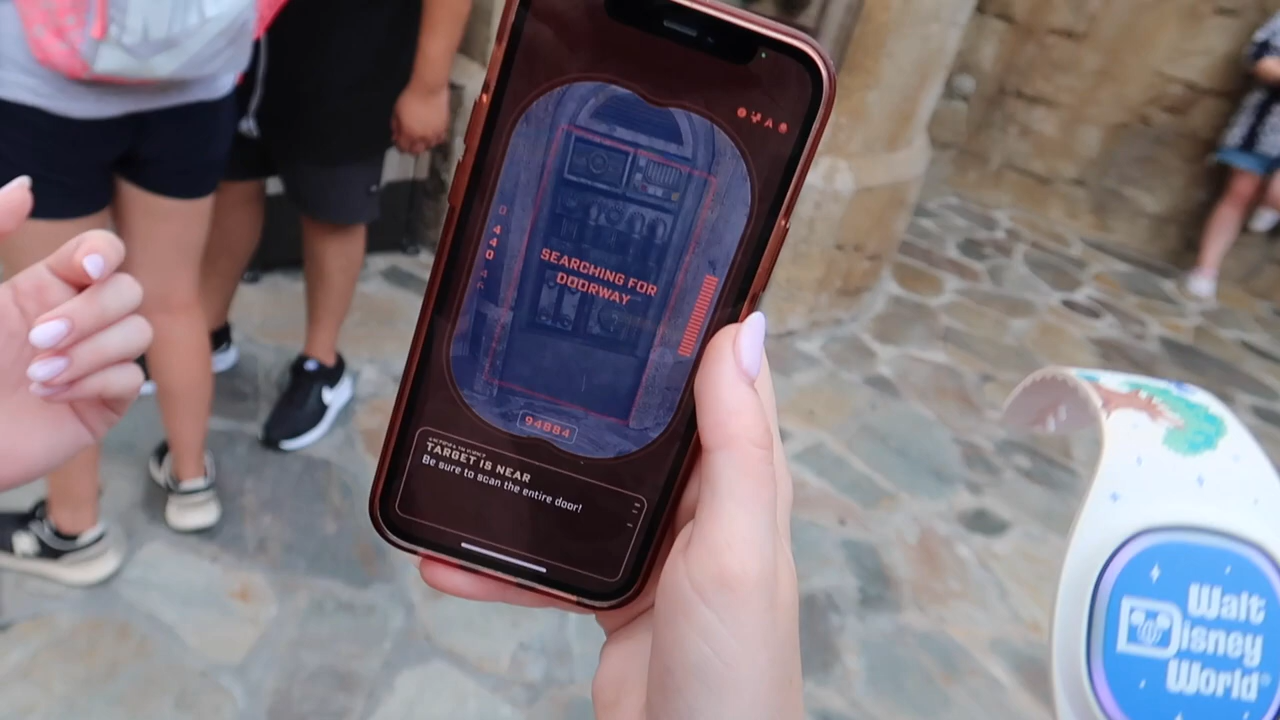 SEARCHING FOR
DOORWAY
94884
TARGET IS NEAR
Be sure to scan the entire door!
Walt
Disney
World